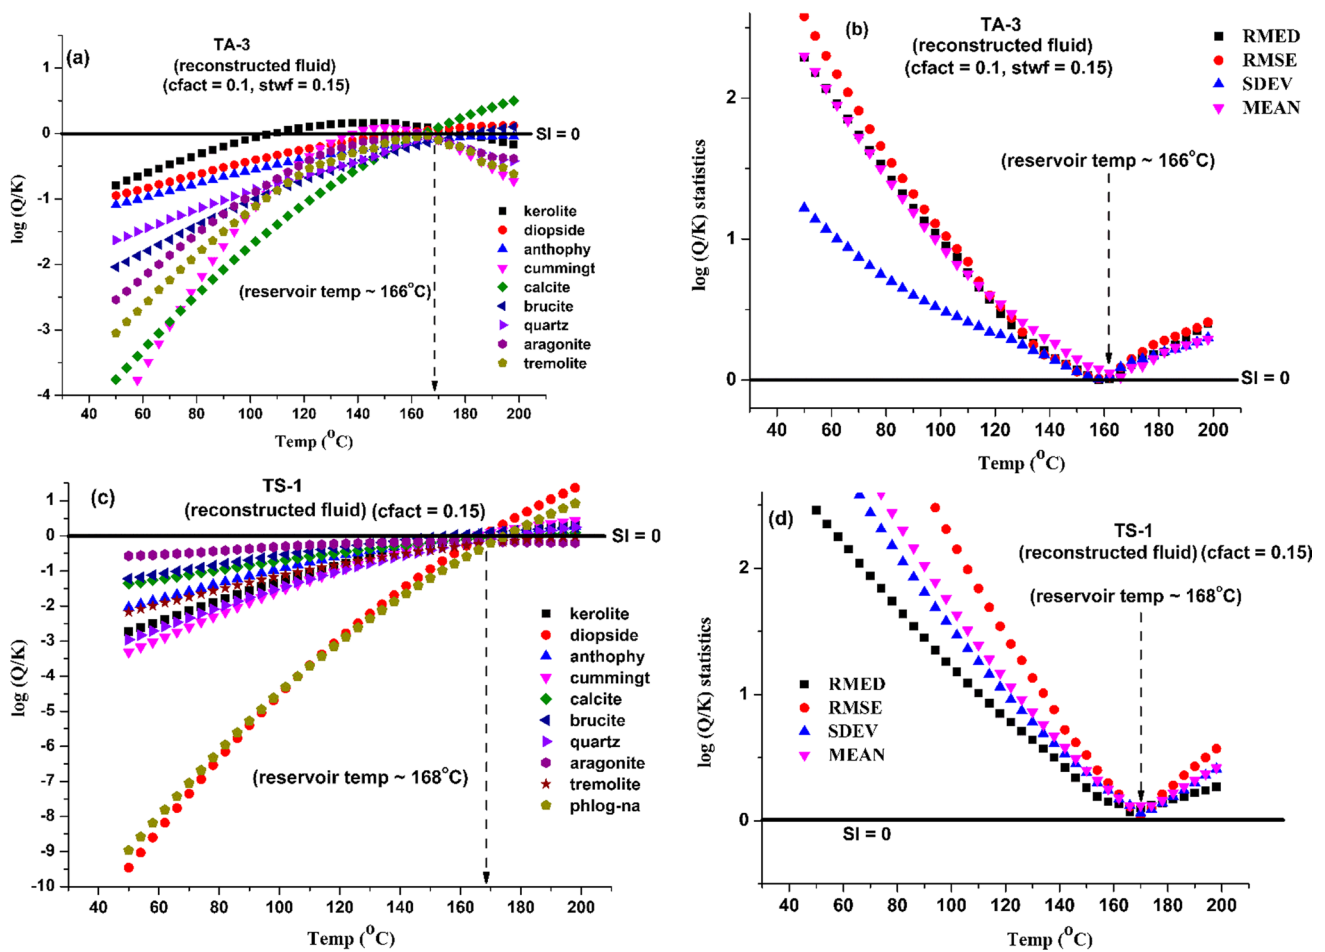 (a)
TA-3
(reconstructed fluid)
(cfact = 0.1, stwf = 0.15)
SI = 0
(reservoir temp ~ 166°C)
kerolite
diopside
anthophy
cummingt
calcite
brucite
quartz
aragonite
tremolite
log (Q/K)
1
0
-1
-2
-3
-4
40 60 80 100 120 140 160 180 200
Temp (°C)
(b)
TA-3
(reconstructed fluid)
(cfact = 0.1, stwf = 0.15)
RMED
RMSE
SDEV
MEAN
(reservoir temp ~ 166°C)
SI = 0
log (Q/K) statistics
2
1
0
40 60 80 100 120 140 160 180 200
Temp (°C)
(c)
TS-1
(reconstructed fluid) (cfact = 0.15)
SI = 0
kerolite
diopside
anthophy
cummingt
calcite
brucite
quartz
aragonite
tremolite
phlog-na
(reservoir temp ~ 168°C)
log (Q/K)
1
0
-1
-2
-3
-4
-5
-6
-7
-8
-9
-10
40 60 80 100 120 140 160 180 200
Temp (°C)
(d)
TS-1
(reconstructed fluid) (cfact = 0.15)
(reservoir temp ~ 168°C)
RMED
RMSE
SDEV
MEAN
SI = 0
log (Q/K) statistics
2
1
0
40 60 80 100 120 140 160 180 200
Temp (°C)